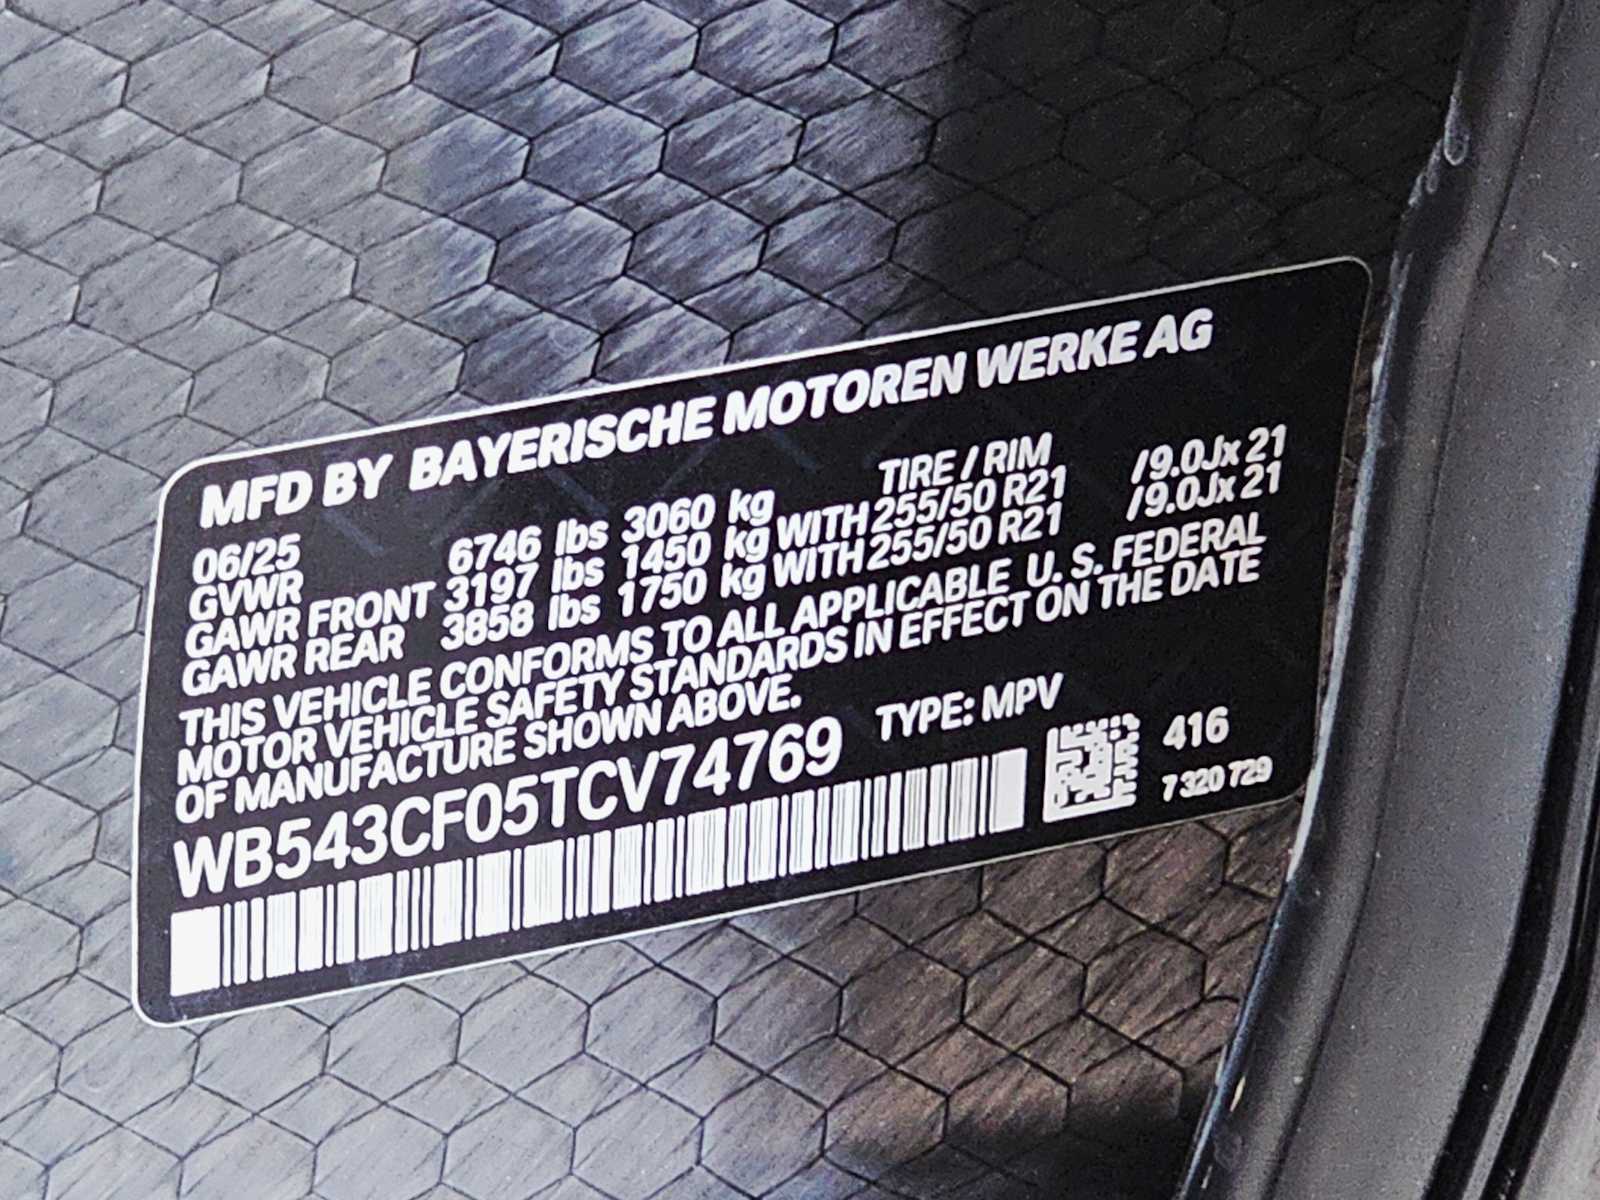 MFD BY BAYERISCHE MOTOREN WERKE AG
06/25 TIRE / RIM
GVWR 6746 lbs 3060 kg
GAWR FRONT 3197 lbs 1450 kg WITH 255/50 R21 /9.0Jx 21
GAWR REAR 3858 lbs 1750 kg WITH 255/50 R21 /9.0Jx 21
THIS VEHICLE CONFORMS TO ALL APPLICABLE U. S. FEDERAL
MOTOR VEHICLE SAFETY STANDARDS IN EFFECT ON THE DATE
OF MANUFACTURE SHOWN ABOVE.
WB543CF05TCV74769 TYPE: MPV
416
7 320 729